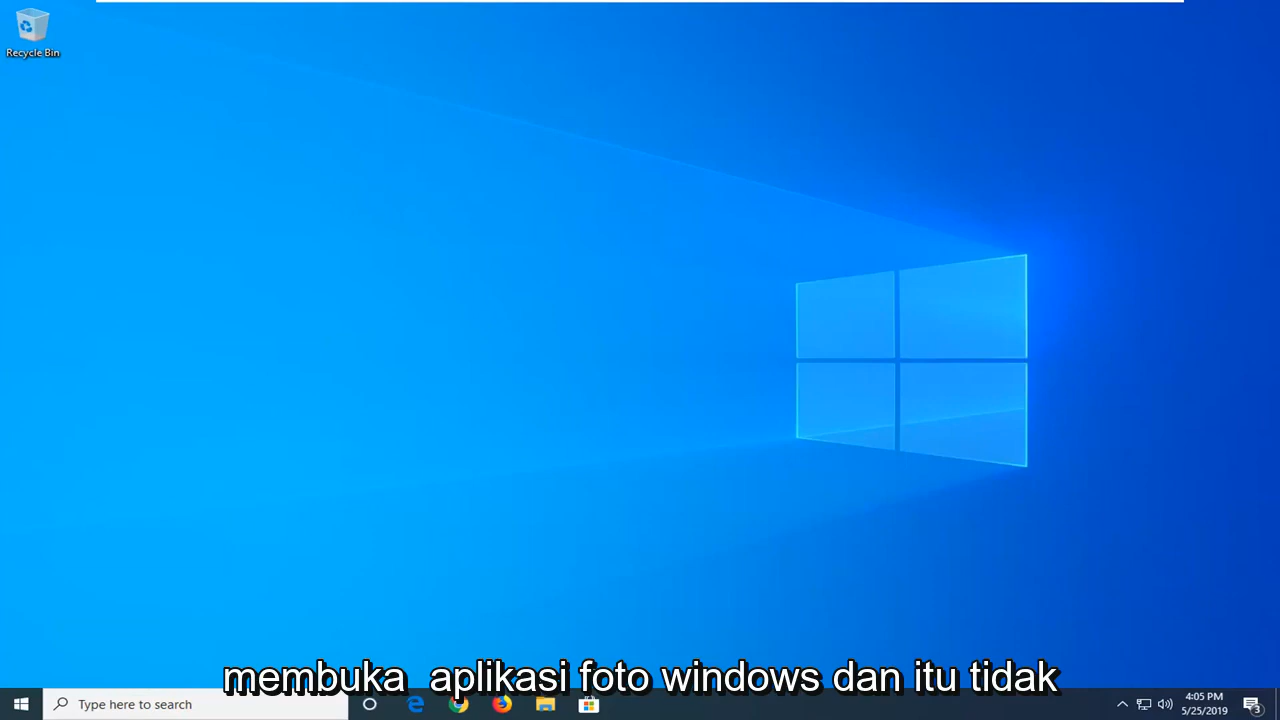 Recycle Bin
membuka aplikasi foto windows dan itu tidak
Type here to search
4:05 PM
5/25/2019
3